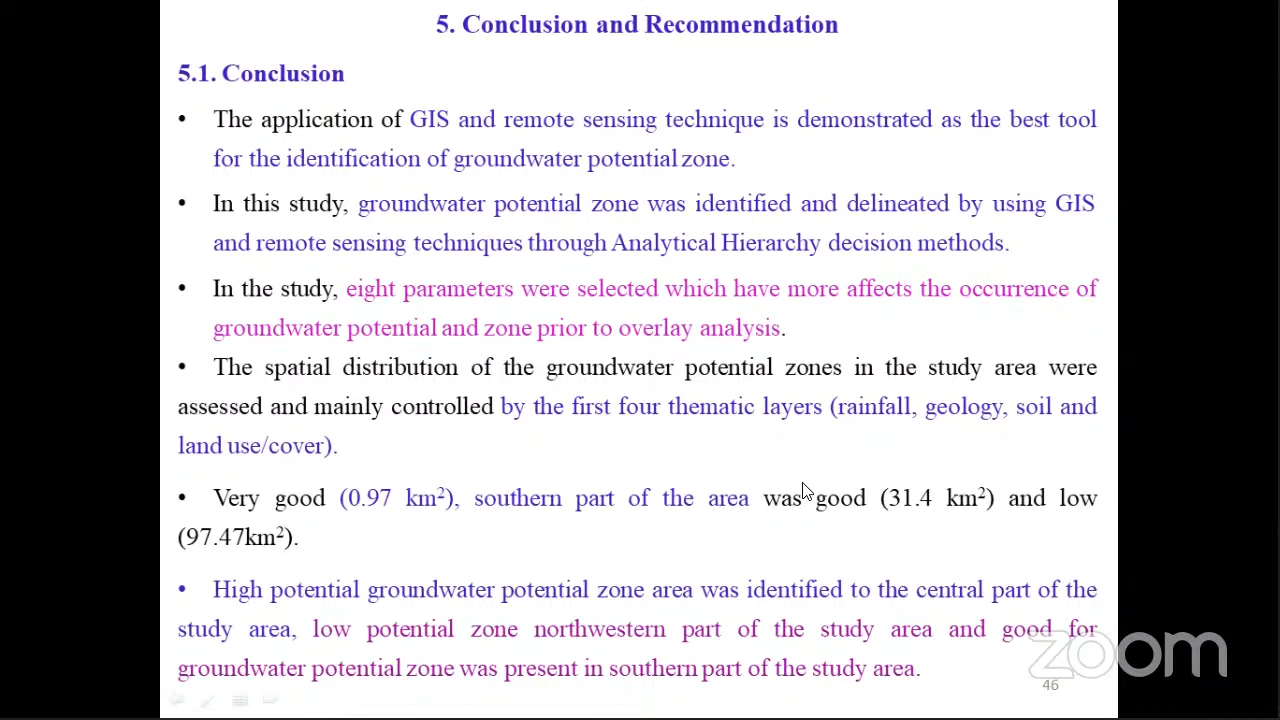 5. Conclusion and Recommendation
5.1. Conclusion
• The application of GIS and remote sensing technique is demonstrated as the best tool
for the identification of groundwater potential zone.
• In this study, groundwater potential zone was identified and delineated by using GIS
and remote sensing techniques through Analytical Hierarchy decision methods.
• In the study, eight parameters were selected which have more affects the occurrence of
groundwater potential and zone prior to overlay analysis.
• The spatial distribution of the groundwater potential zones in the study area were
assessed and mainly controlled by the first four thematic layers (rainfall, geology, soil and
land use/cover).
• Very good (0.97 km²), southern part of the area was good (31.4 km²) and low
(97.47km²).
• High potential groundwater potential zone area was identified to the central part of the
study area, low potential zone northwestern part of the study area and good for
groundwater potential zone was present in southern part of the study area.
zoom
46